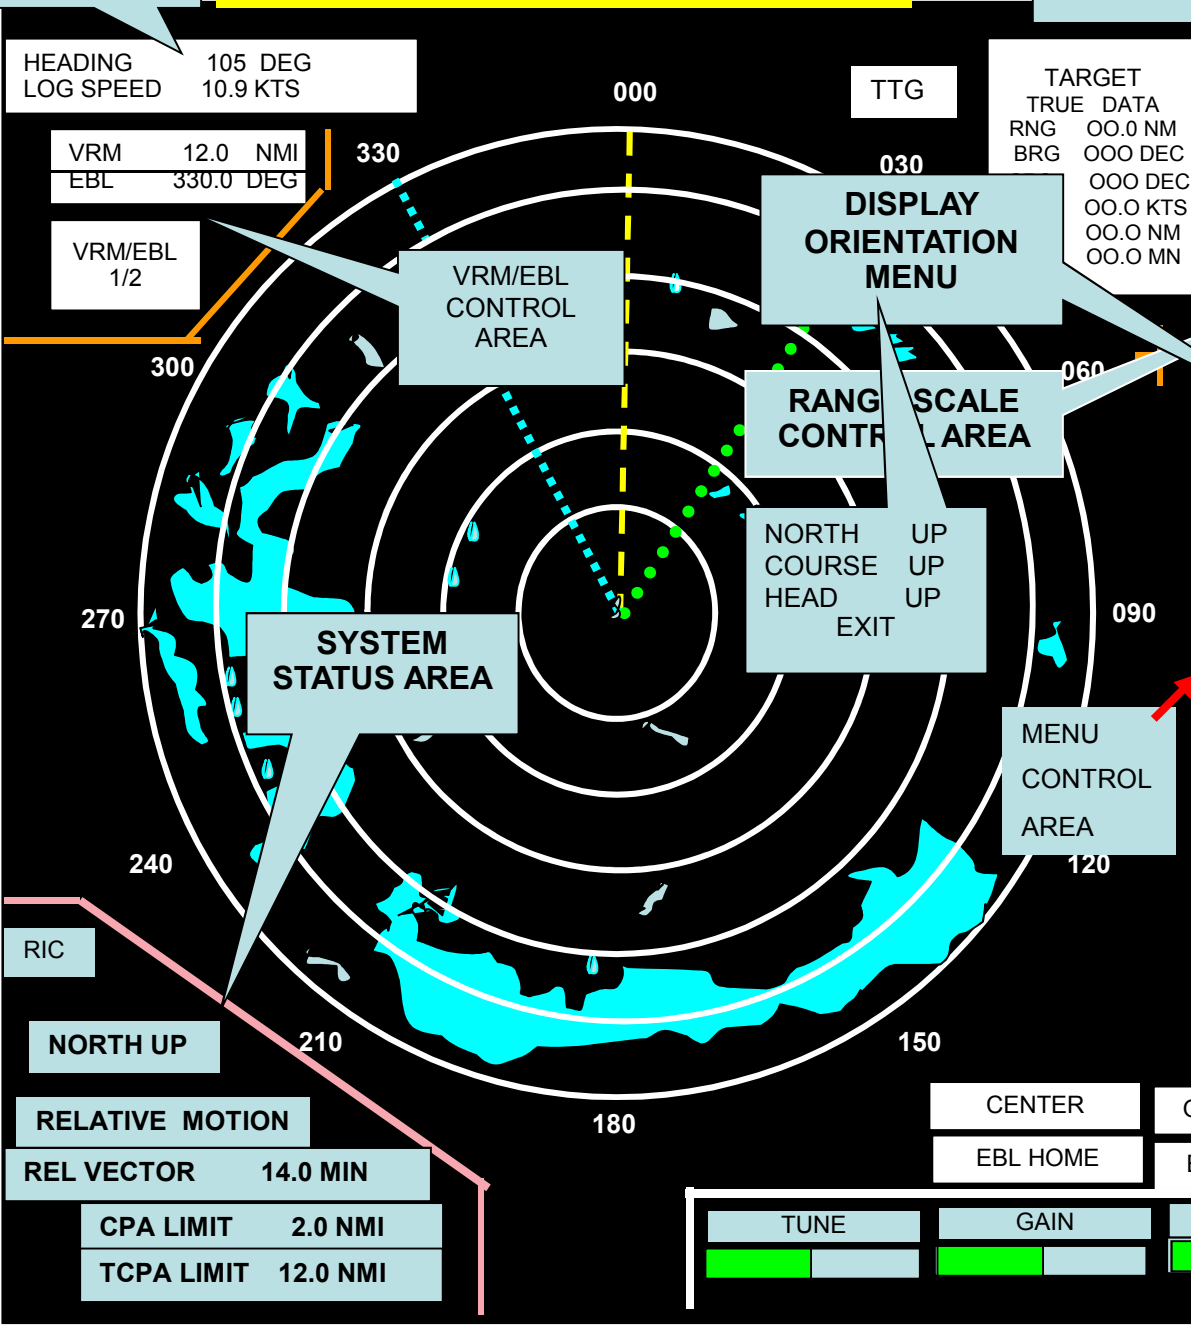 HEADING 105 DEG
LOG SPEED 10.9 KTS
VRM 12.0 NMI
EBL 330.0 DEG
VRM/EBL
1/2
000
330
030
TTG
TARGET
TRUE DATA
RNG OO.0 NM
BRG OOO DEC
OOO DEC
OO.O KTS
OO.O NM
OO.O MN
DISPLAY
ORIENTATION
MENU
VRM/EBL
CONTROL
AREA
300
060
RANG SCALE
CONTR L AREA
NORTH UP
COURSE UP
HEAD UP
EXIT
270
090
SYSTEM
STATUS AREA
MENU
CONTROL
AREA
240
120
RIC
NORTH UP
210
150
180
RELATIVE MOTION
REL VECTOR 14.0 MIN
CPA LIMIT 2.0 NMI
TCPA LIMIT 12.0 NMI
CENTER
EBL HOME
TUNE
GAIN